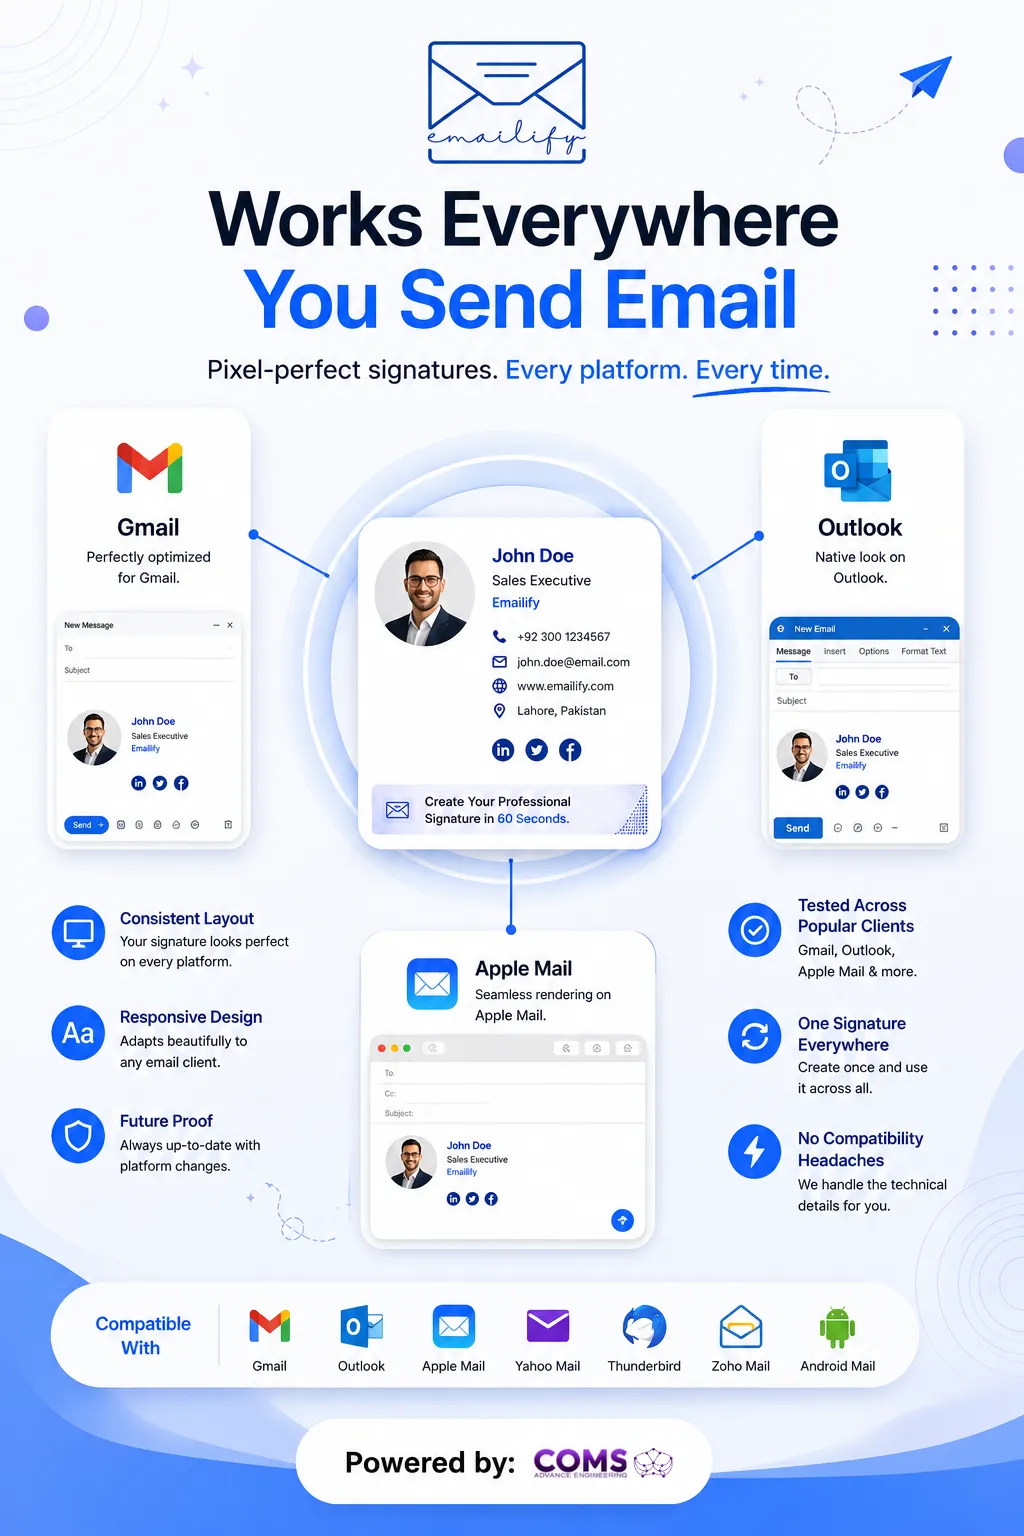 emailify
Works Everywhere
You Send Email
Pixel-perfect signatures. Every platform. Every time.
Gmail
Perfectly optimized
for Gmail.
New Message
To
Subject
John Doe
Sales Executive
Emailify
Send
John Doe
Sales Executive
Emailify
+92 300 1234567
john.doe@email.com
www.emailify.com
Lahore, Pakistan
Create Your Professional
Signature in 60 Seconds.
Outlook
Native look on
Outlook.
New Email
Message Insert Options Format Text
To
Subject
John Doe
Sales Executive
Emailify
Send
Consistent Layout
Your signature looks perfect
on every platform.
Aa
Responsive Design
Adapts beautifully to
any email client.
Future Proof
Always up-to-date with
platform changes.
Apple Mail
Seamless rendering on
Apple Mail.
To
Cc:
Subject:
John Doe
Sales Executive
Emailify
Tested Across
Popular Clients
Gmail, Outlook,
Apple Mail & more.
One Signature
Everywhere
Create once and use
it across all.
No Compatibility
Headaches
We handle the technical
details for you.
Compatible
With
Gmail
Outlook
Apple Mail
Yahoo Mail
Thunderbird
Zoho Mail
Android Mail
Powered by:
COMS
ADVANCE ENGINEERING